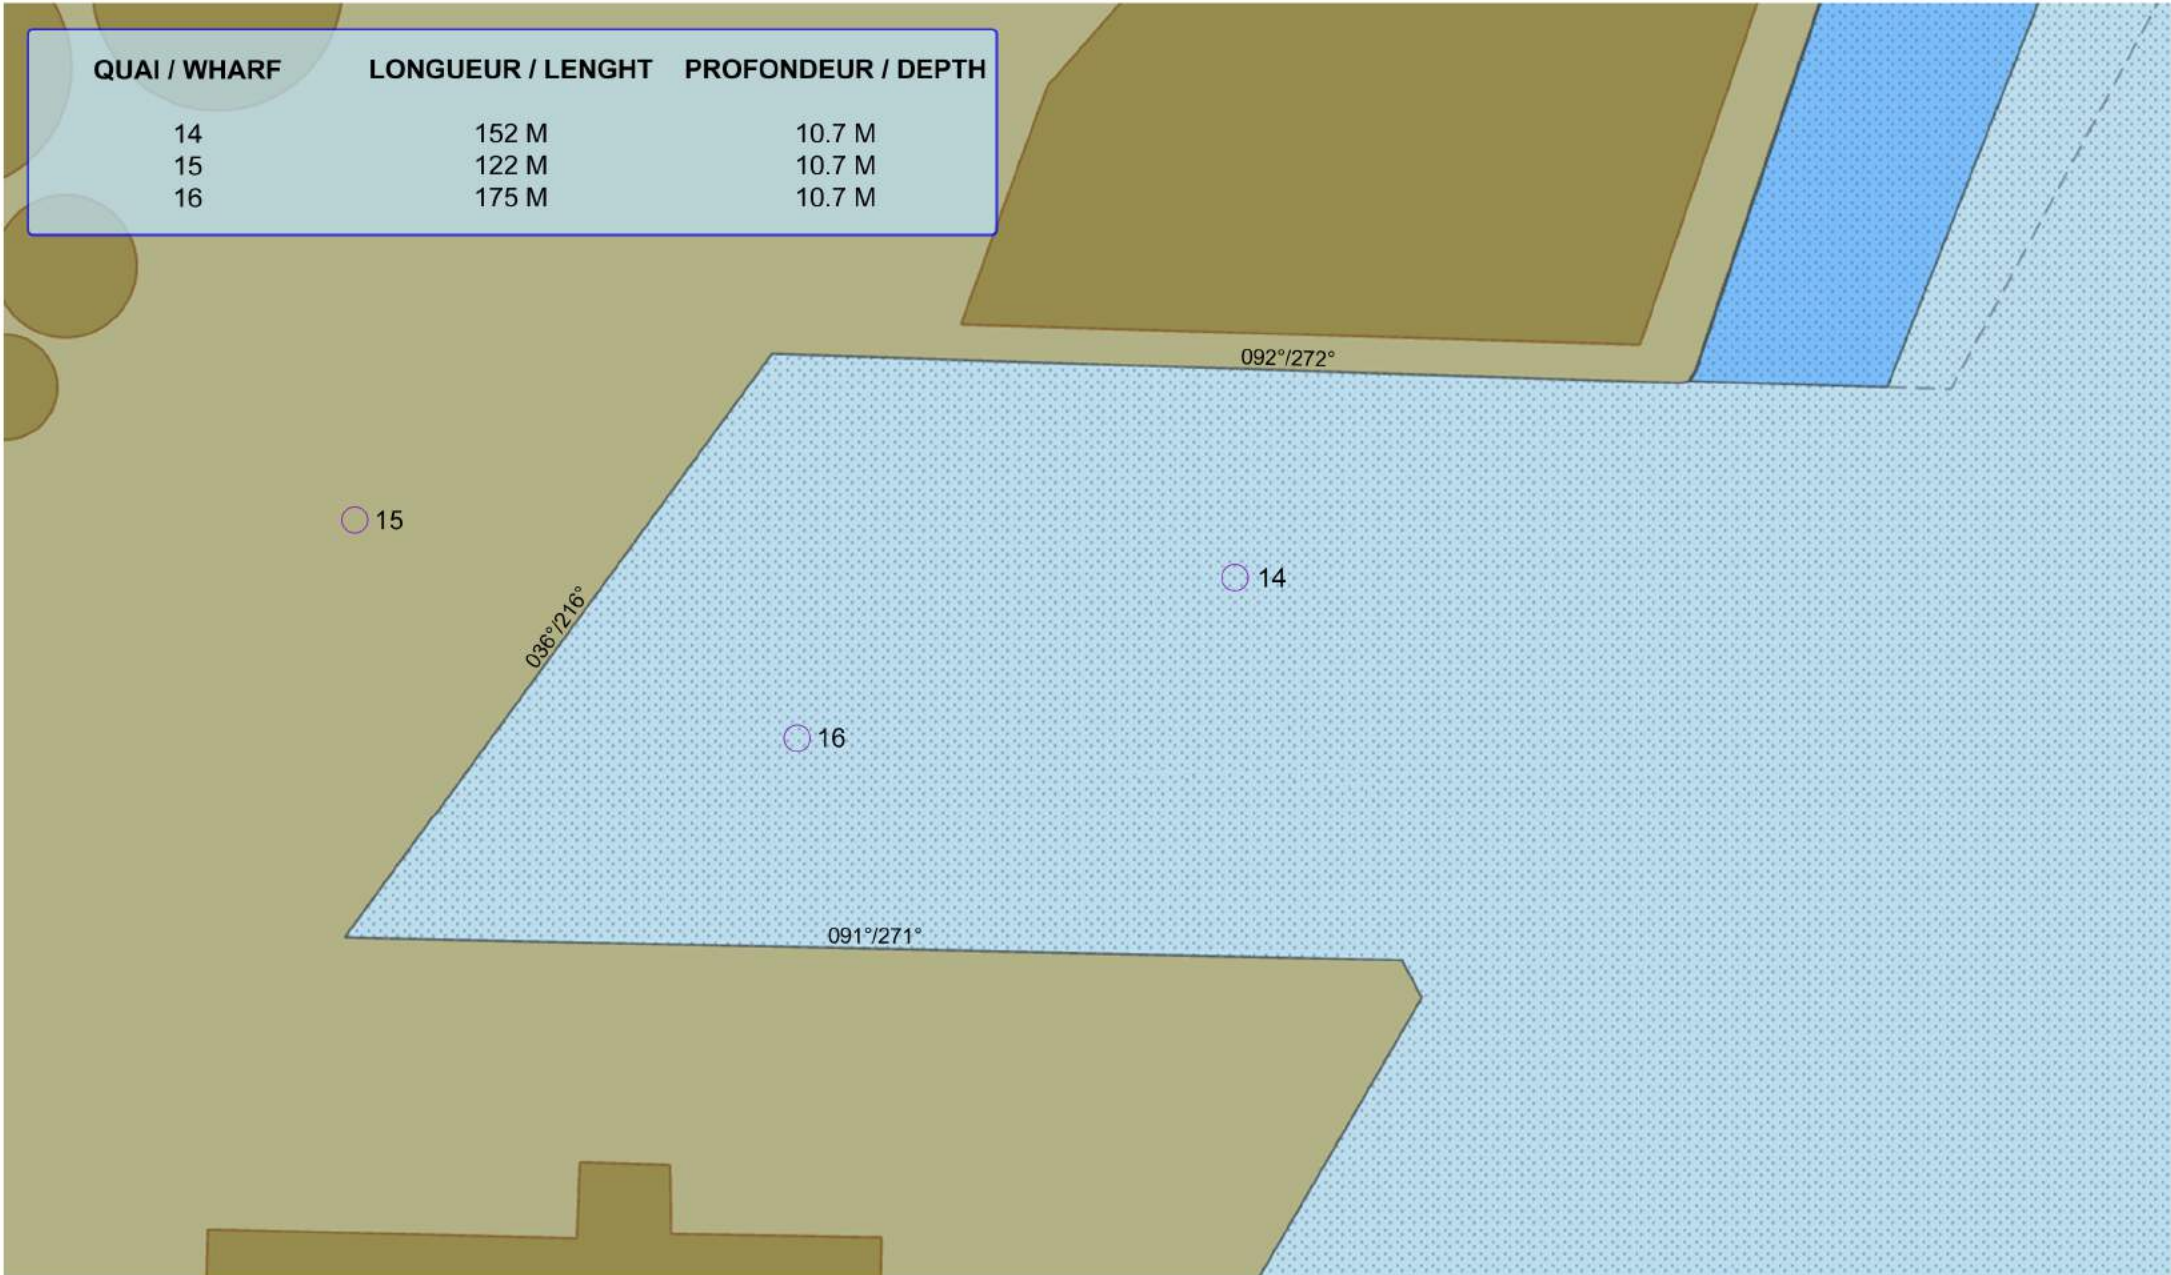 QUAI / WHARF LONGUEUR / LENGHT PROFONDEUR / DEPTH
14 152 M 10.7 M
15 122 M 10.7 M
16 175 M 10.7 M
092°/272°
15
14
036°/216°
16
091°/271°